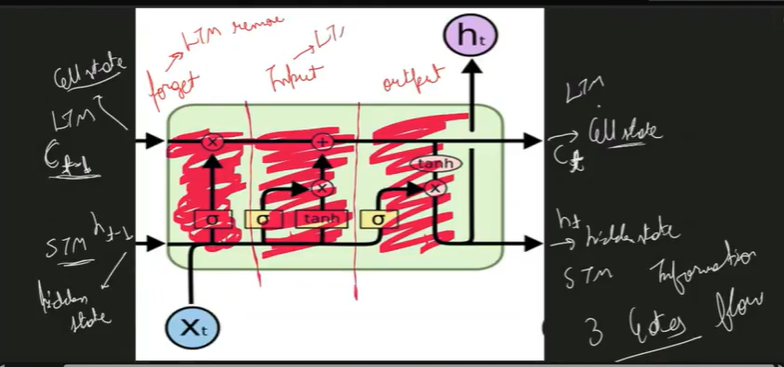 → LTM remove
forget
Input
→ LT
output
ht
Cell state
LTM
Ct-1
STM ht-1
hidden
state
LTM
→ Cell state
Ct
ht
→ hidden state
STM Information
3 Gates flow
x
+
tanh
x
x
σ
σ
tanh
σ
Xt